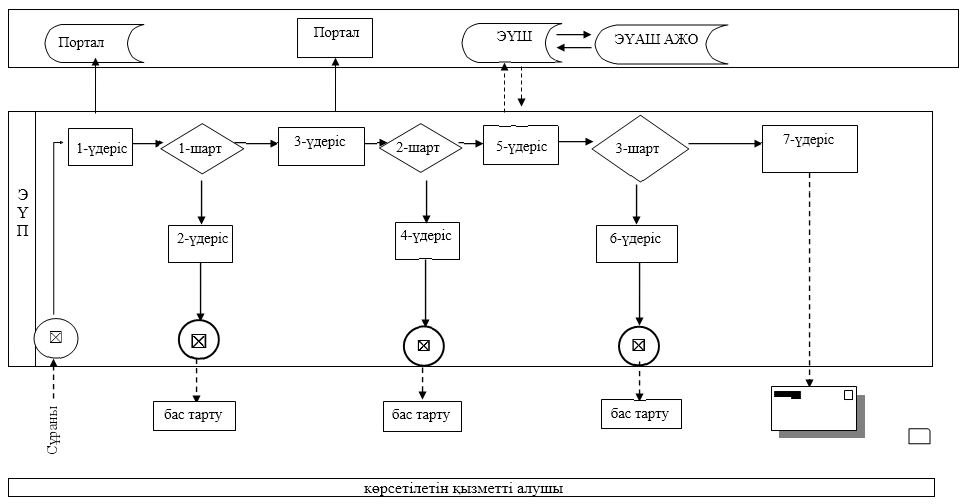 Портал
Портал
ЭҮШ
ЭҮАШ АЖО
1-үдеріс
1-шарт
3-үдеріс
2-шарт
5-үдеріс
3-шарт
7-үдеріс
Э
Ү
П
2-үдеріс
4-үдеріс
6-үдеріс
Сұраны
бас тарту
бас тарту
бас тарту
көрсетілетін қызметті алушы